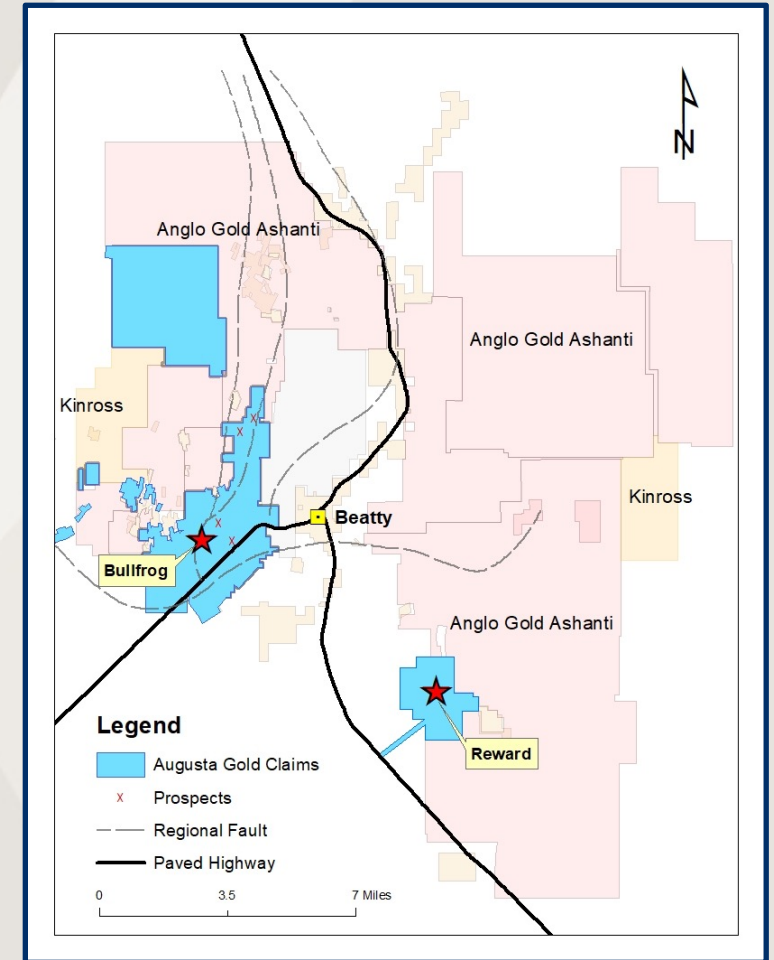 N
Anglo Gold Ashanti
Anglo Gold Ashanti
Kinross
Kinross
Beatty
Bullfrog
Anglo Gold Ashanti
Reward
Legend
Augusta Gold Claims
x Prospects
Regional Fault
Paved Highway
0 3.5 7 Miles